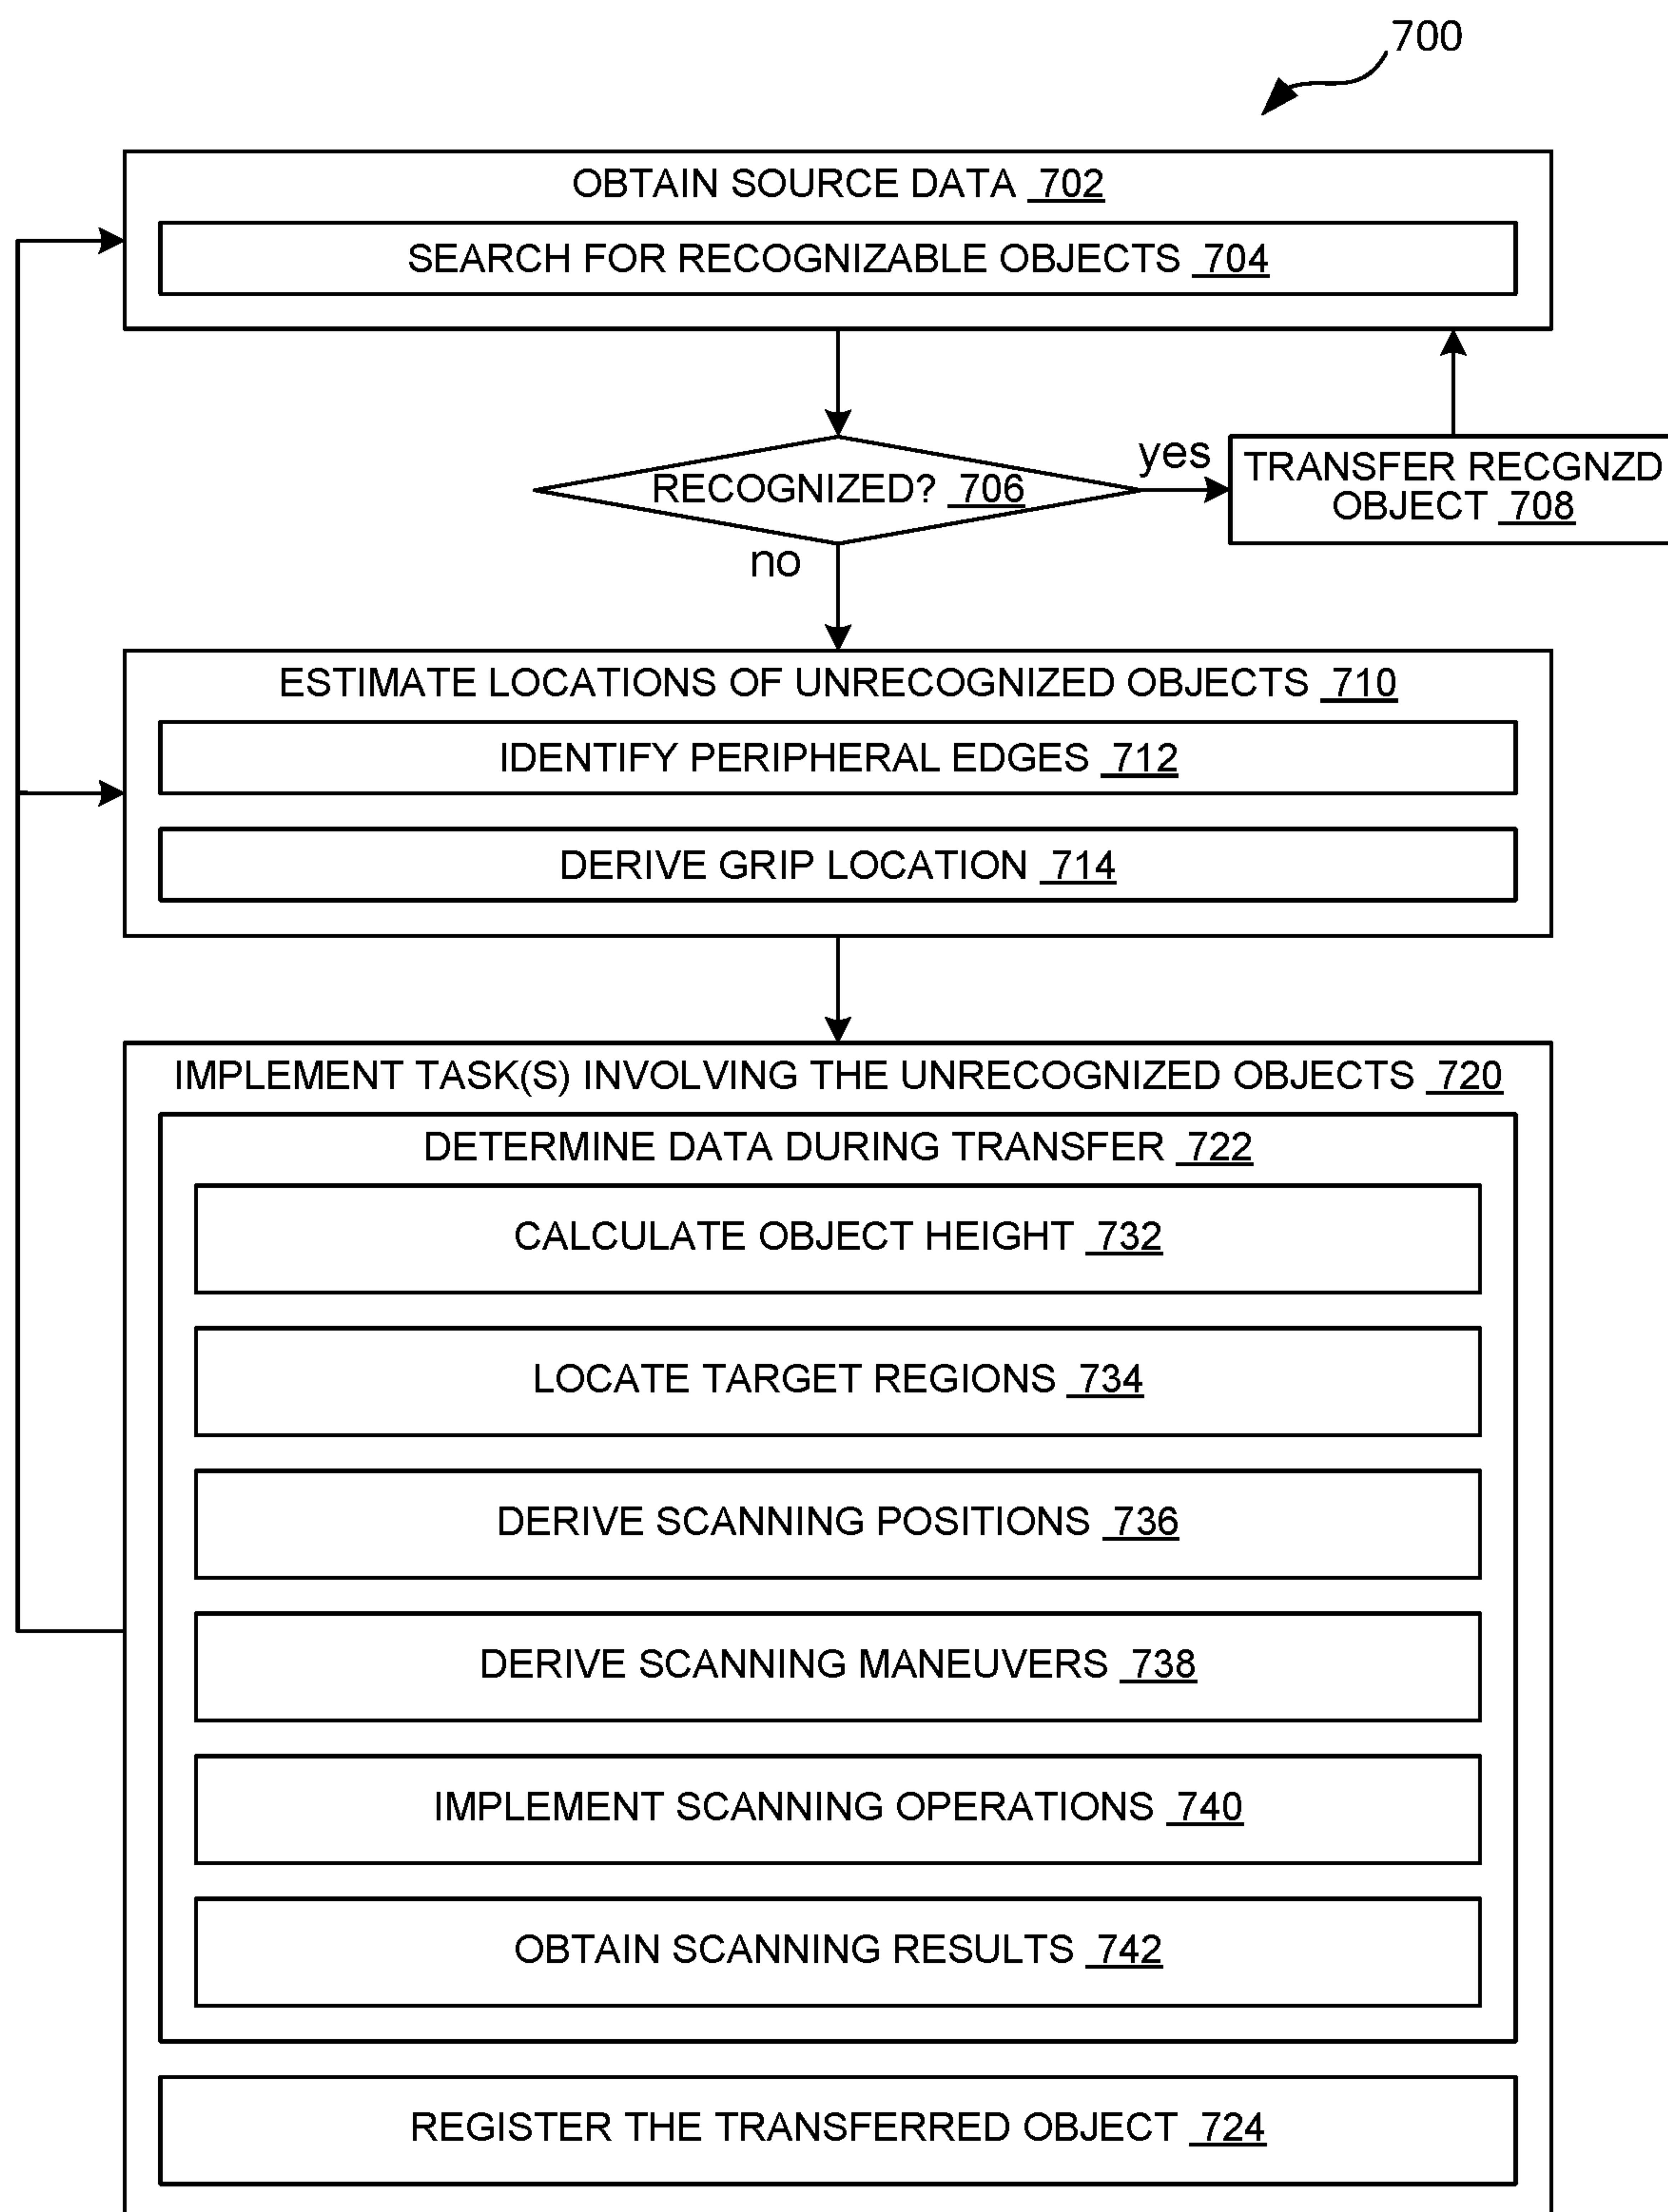 700
OBTAIN SOURCE DATA 702
SEARCH FOR RECOGNIZABLE OBJECTS 704
RECOGNIZED? 706
yes
TRANSFER RECGNZD
OBJECT 708
no
ESTIMATE LOCATIONS OF UNRECOGNIZED OBJECTS 710
IDENTIFY PERIPHERAL EDGES 712
DERIVE GRIP LOCATION 714
IMPLEMENT TASK(S) INVOLVING THE UNRECOGNIZED OBJECTS 720
DETERMINE DATA DURING TRANSFER 722
CALCULATE OBJECT HEIGHT 732
LOCATE TARGET REGIONS 734
DERIVE SCANNING POSITIONS 736
DERIVE SCANNING MANEUVERS 738
IMPLEMENT SCANNING OPERATIONS 740
OBTAIN SCANNING RESULTS 742
REGISTER THE TRANSFERRED OBJECT 724